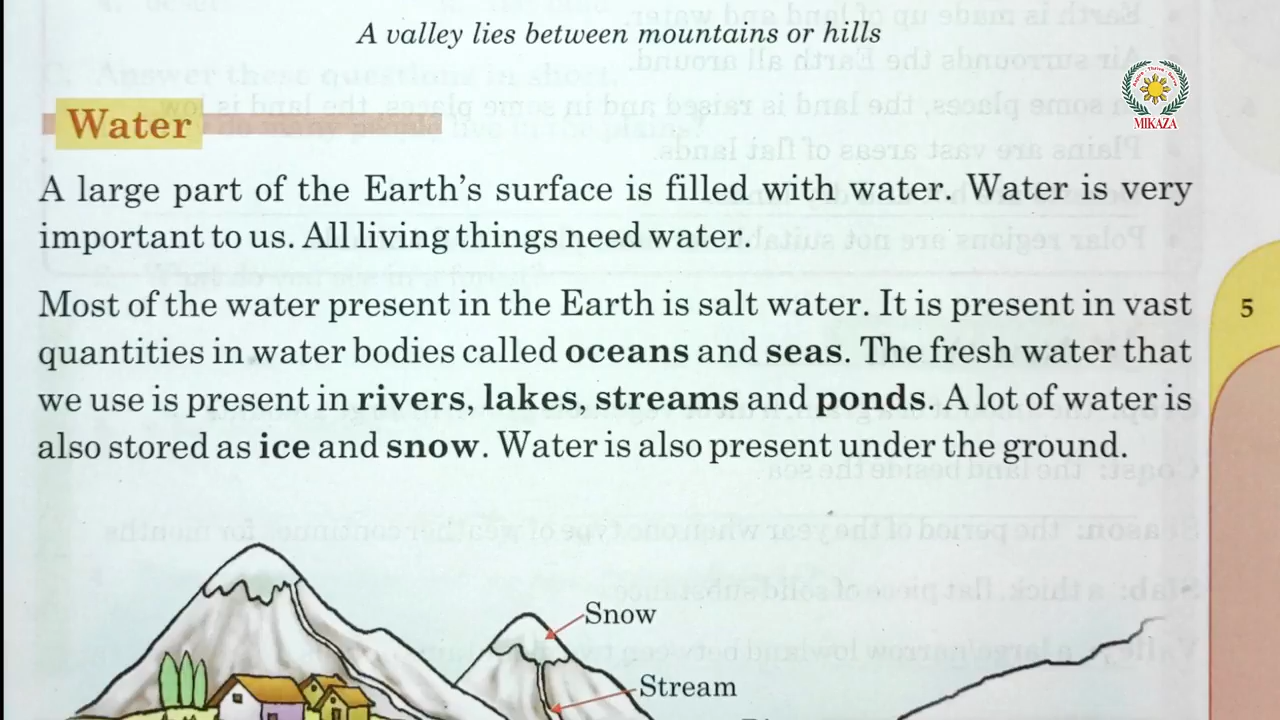 A valley lies between mountains or hills
MIKAZA
Water
A large part of the Earth's surface is filled with water. Water is very
important to us. All living things need water.
Most of the water present in the Earth is salt water. It is present in vast
5
quantities in water bodies called oceans and seas. The fresh water that
we use is present in rivers, lakes, streams and ponds. A lot of water is
also stored as ice and snow. Water is also present under the ground.
Snow
Stream